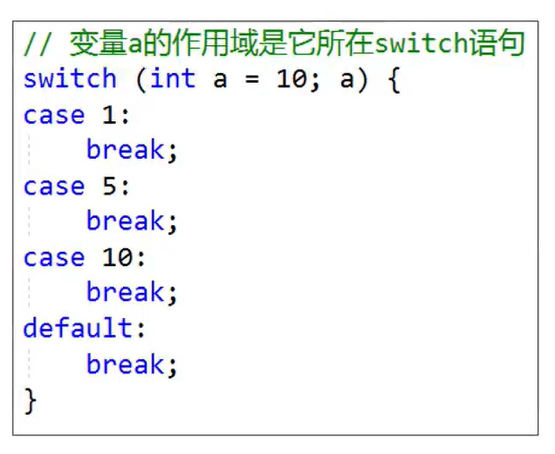 // 变量a的作用域是它所在switch语句
switch (int a = 10; a) {
case 1:
    break;
case 5:
    break;
case 10:
    break;
default:
    break;
}